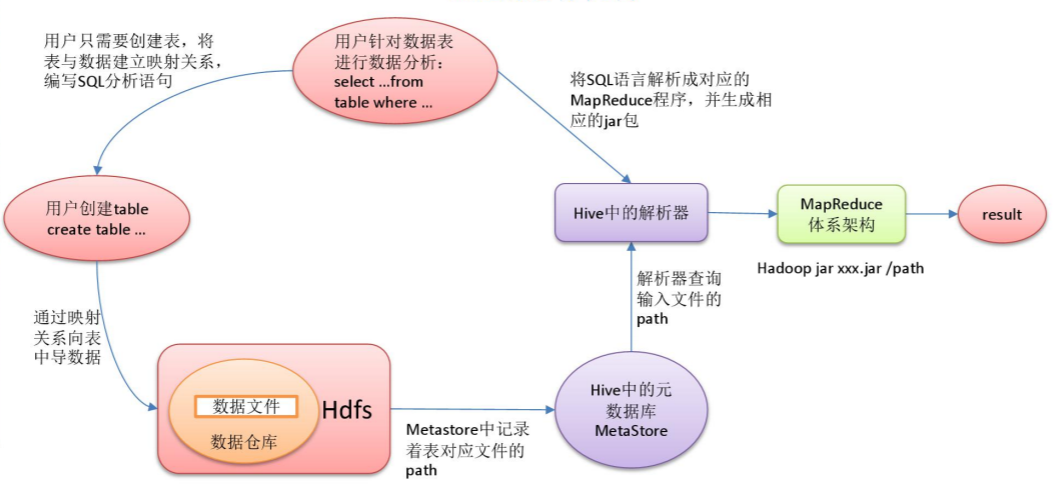 用户只需要创建表，将
表与数据建立映射关系，
编写SQL分析语句
用户针对数据表
进行数据分析：
select ...from
table where ...
将SQL语言解析成对应的
MapReduce程序，并生成相
应的jar包
用户创建table
create table ...
Hive中的解析器
MapReduce
体系架构
result
Hadoop jar xxx.jar /path
解析器查询
输入文件的
path
通过映射
关系向表
中导数据
数据文件
数据仓库
Hdfs
Metastore中记录
着表对应文件的
path
Hive中的元
数据库
MetaStore